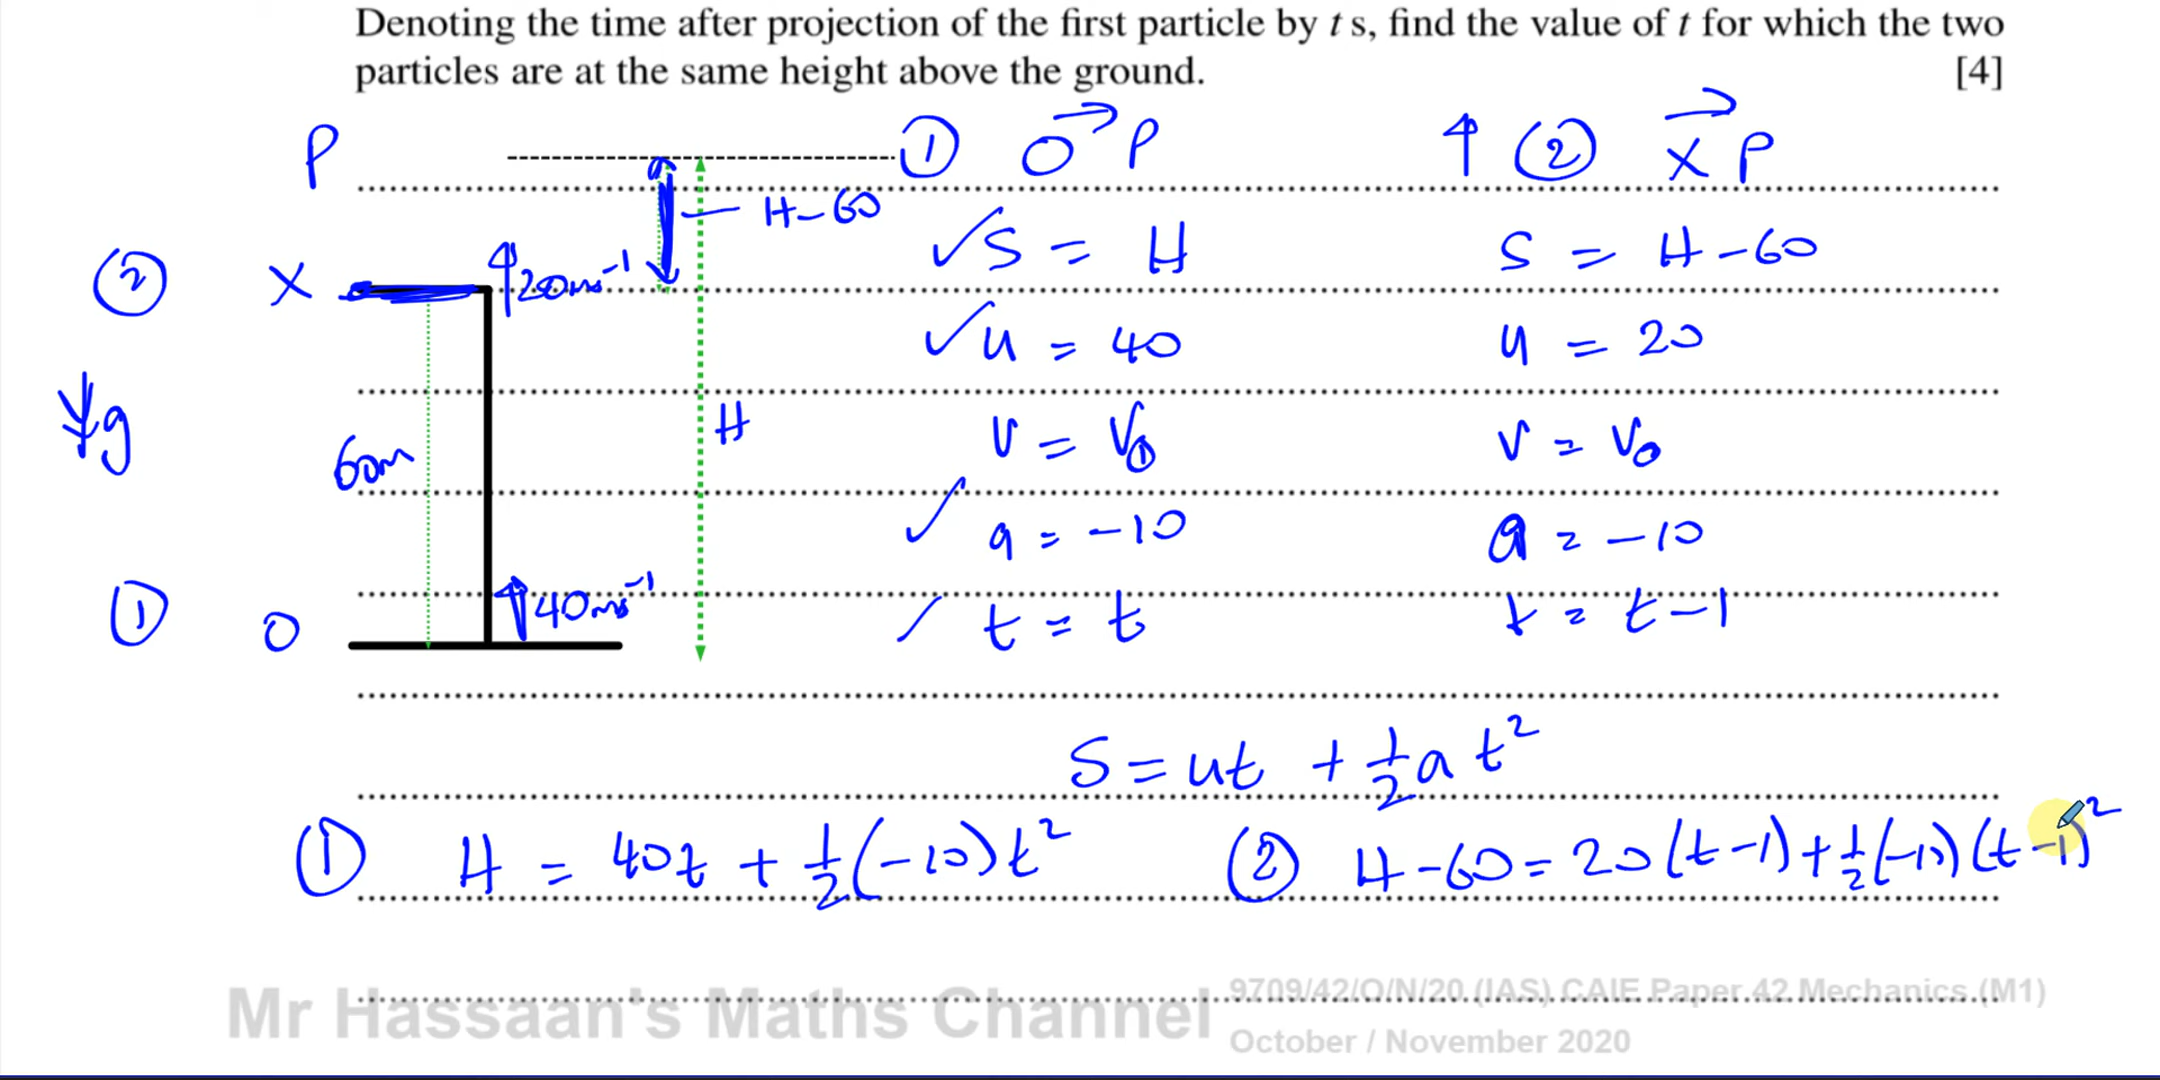 Denoting the time after projection of the first particle by t s, find the value of t for which the two
particles are at the same height above the ground. [4]
P
① O⃗P
↑ ② X⃗P
H-60
✓ S = H
S = H-60
② X
↑20ms⁻¹
✓ u = 40
u = 20
↓g
60m
H
v = V①
v = V₀
✓ a = -10
a = -10
① O
↑40ms⁻¹
✓ t = t
t = t-1
S = ut + ½at²
① H = 40t + ½(-10)t²
② H-60 = 20(t-1)+½(-10)(t-1)²
Mr Hassaan's Maths Channel
9709/42/O/N/20 (IAS) CAIE Paper 42 Mechanics (M1)
October / November 2020